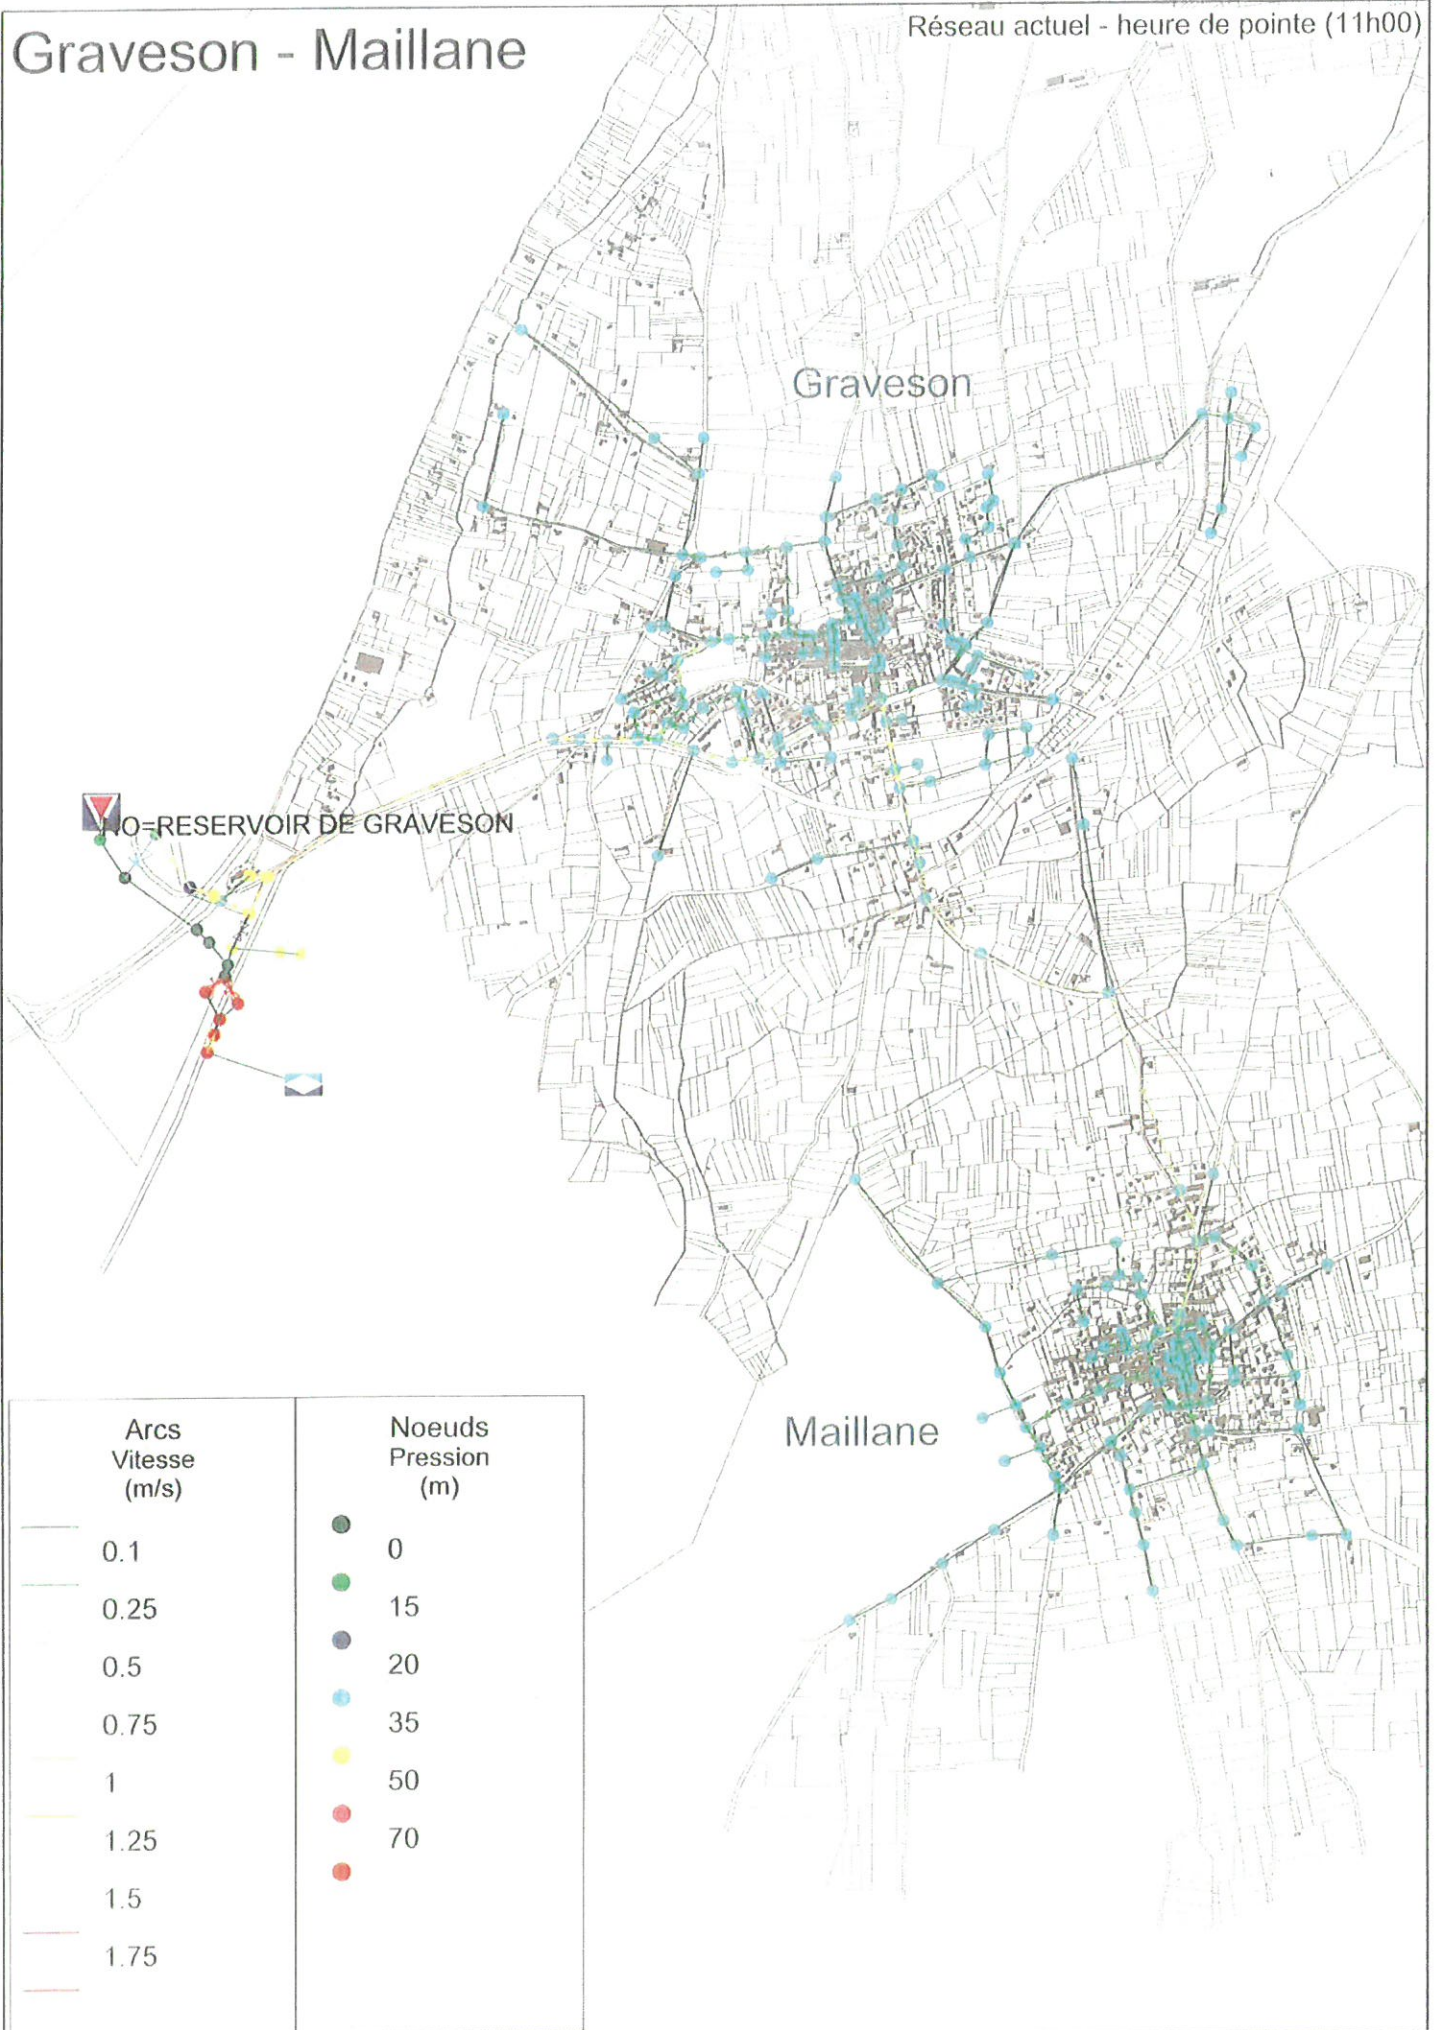 Graveson - Maillane
Réseau actuel - heure de pointe (11h00)
Graveson
=RESERVOIR DE GRAVESON
Maillane
Arcs
Vitesse
(m/s)
0.1
0.25
0.5
0.75
1
1.25
1.5
1.75
Noeuds
Pression
(m)
0
15
20
35
50
70